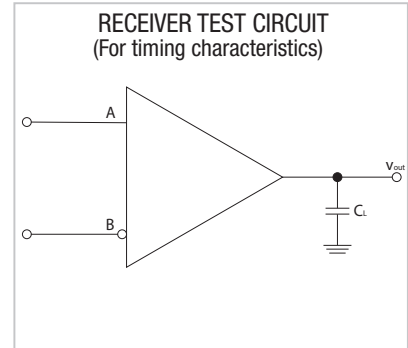 RECEIVER TEST CIRCUIT
(For timing characteristics)
A
B
Vout
CL